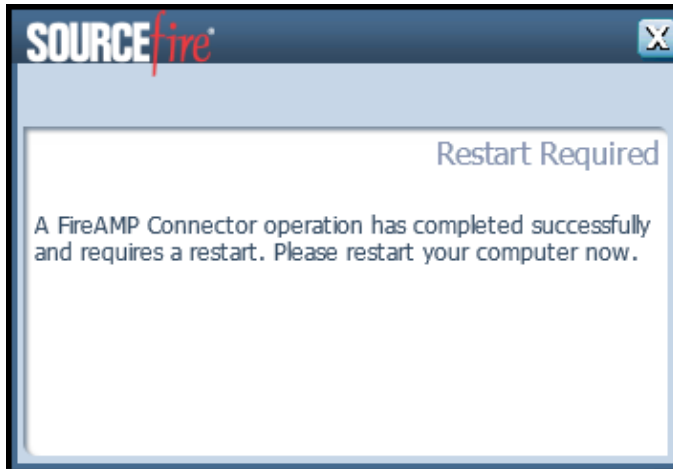 SOURCEfire
X
Restart Required
A FireAMP Connector operation has completed successfully
and requires a restart. Please restart your computer now.